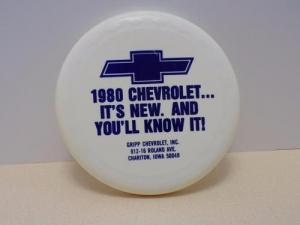 1980 CHEVROLET...
IT'S NEW. AND
YOU'LL KNOW IT!
GRIPP CHEVROLET, INC.
912-16 ROLAND AVE.
CHARITON, IOWA 50049